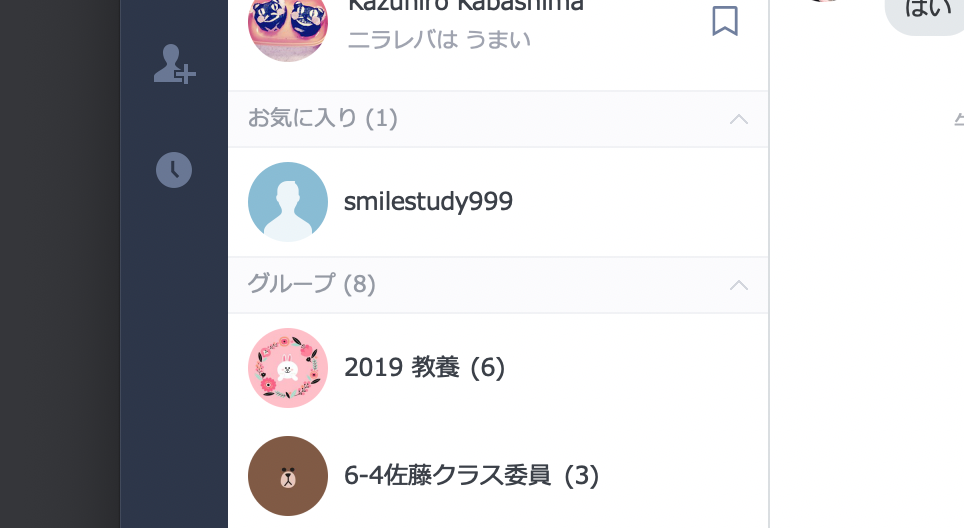 Kazuhiro Kabashima
ニラレバは うまい
はい
お気に入り (1)
smilestudy999
グループ (8)
2019 教養 (6)
6-4佐藤クラス委員 (3)